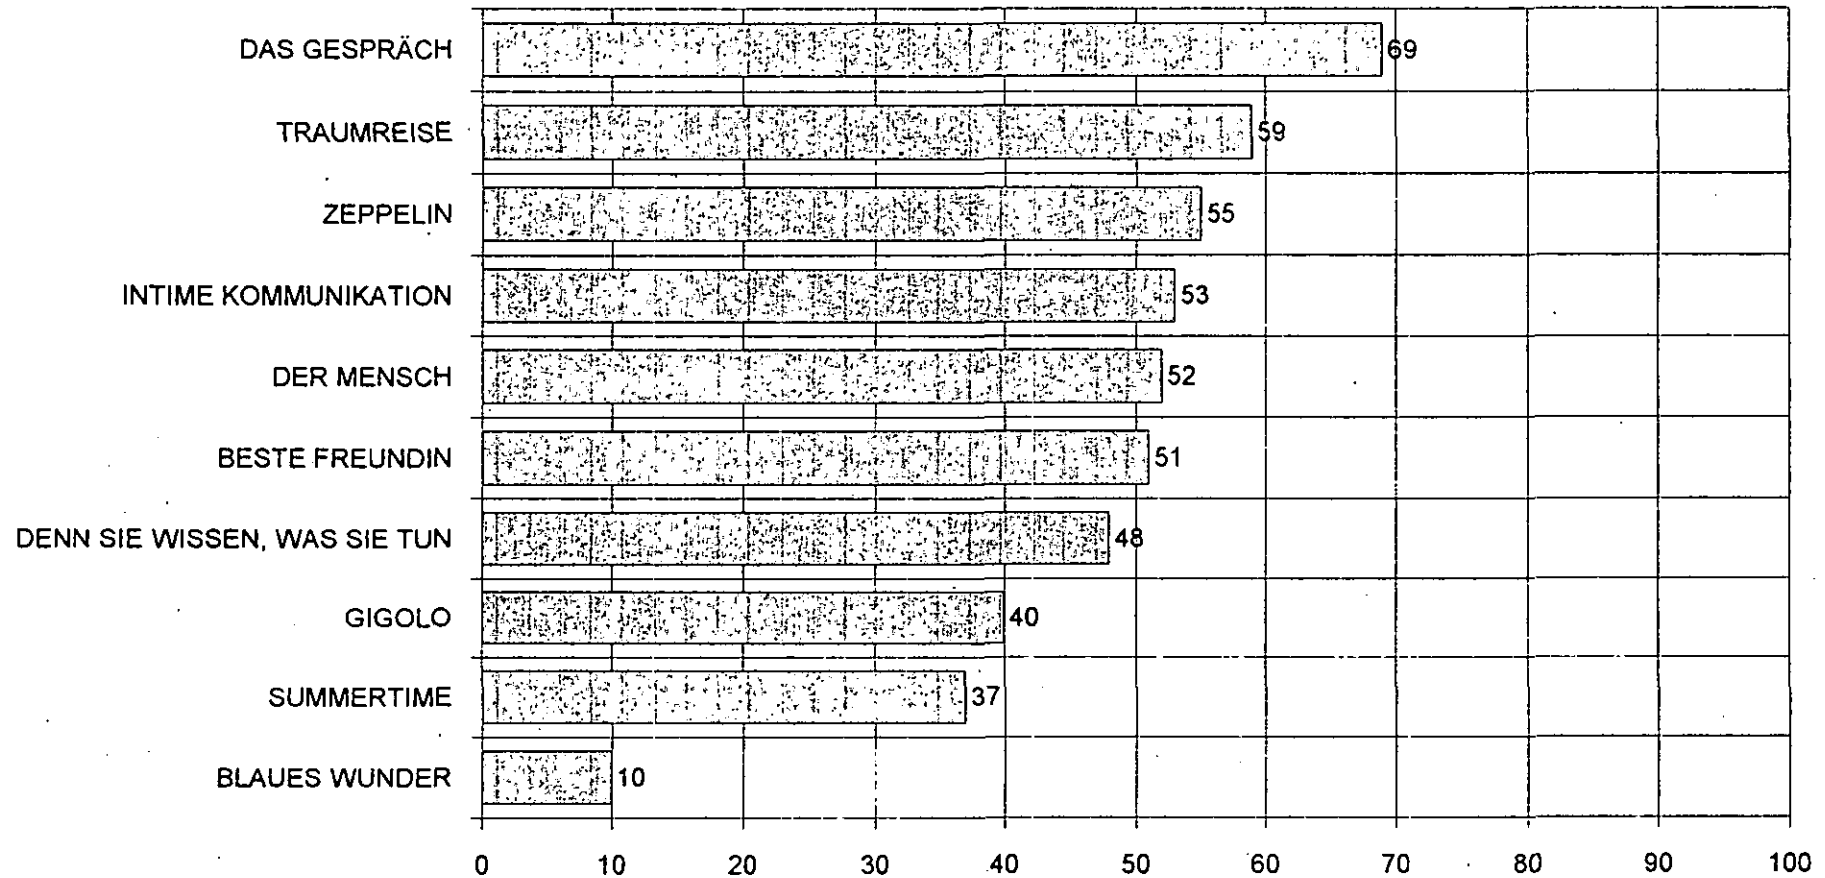 DAS GESPRÄCH 69
TRAUMREISE 59
ZEPPELIN 55
INTIME KOMMUNIKATION 53
DER MENSCH 52
BESTE FREUNDIN 51
DENN SIE WISSEN, WAS SIE TUN 48
GIGOLO 40
SUMMERTIME 37
BLAUES WUNDER 10
0 10 20 30 40 50 60 70 80 90 100